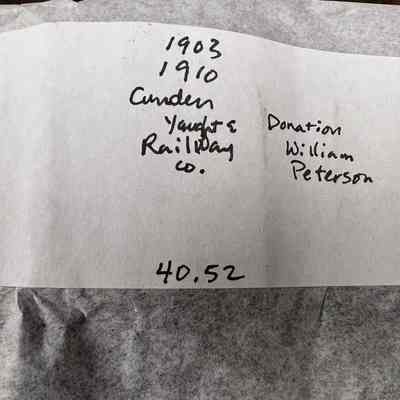 1903
1910
Camden
Yaught &
Railway
Co.
Donation
William
Peterson
40.52